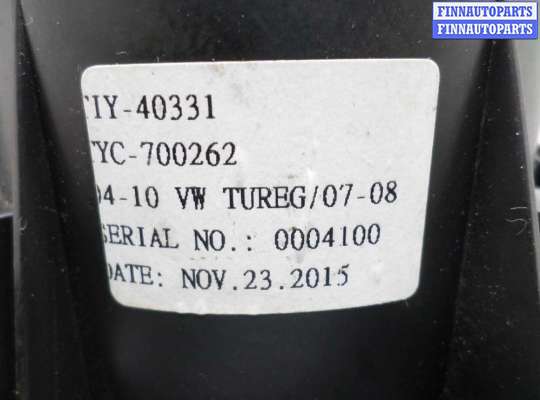 FINNAUTOPARTS
FINNAUTOPARTS
TIY-40331
TYC-700262
04-10 VW TUREG/07-08
SERIAL NO.: 0004100
DATE: NOV.23.2015